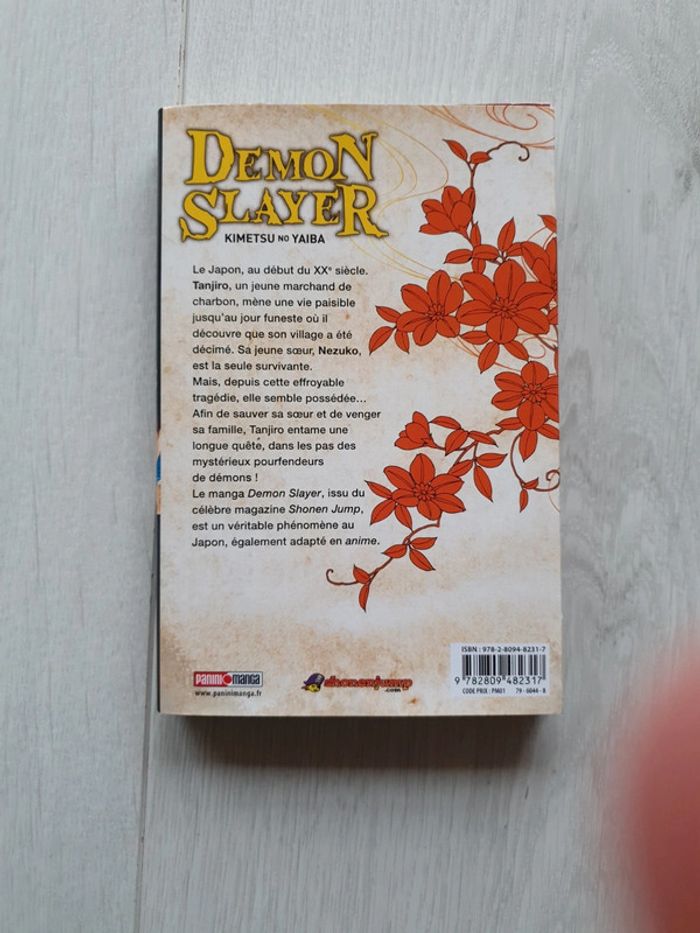 DEMON
SLAYER
KIMETSU NO YAIBA
Le Japon, au début du XXe siècle.
Tanjiro, un jeune marchand de
charbon, mène une vie paisible
jusqu'au jour funeste où il
découvre que son village a été
décimé. Sa jeune sœur, Nezuko,
est la seule survivante.
Mais, depuis cette effroyable
tragédie, elle semble possédée...
Afin de sauver sa sœur et de venger
sa famille, Tanjiro entame une
longue quête, dans les pas des
mystérieux pourfendeurs
de démons !
Le manga Demon Slayer, issu du
célèbre magazine Shonen Jump,
est un véritable phénomène au
Japon, également adapté en anime.
PANINI MANGA
www.paninimanga.fr
shonenjump
.com
ISBN : 978-2-8094-8231-7
9 782809 482317
CODE PRIX : PM01 79 - 6044 - 8